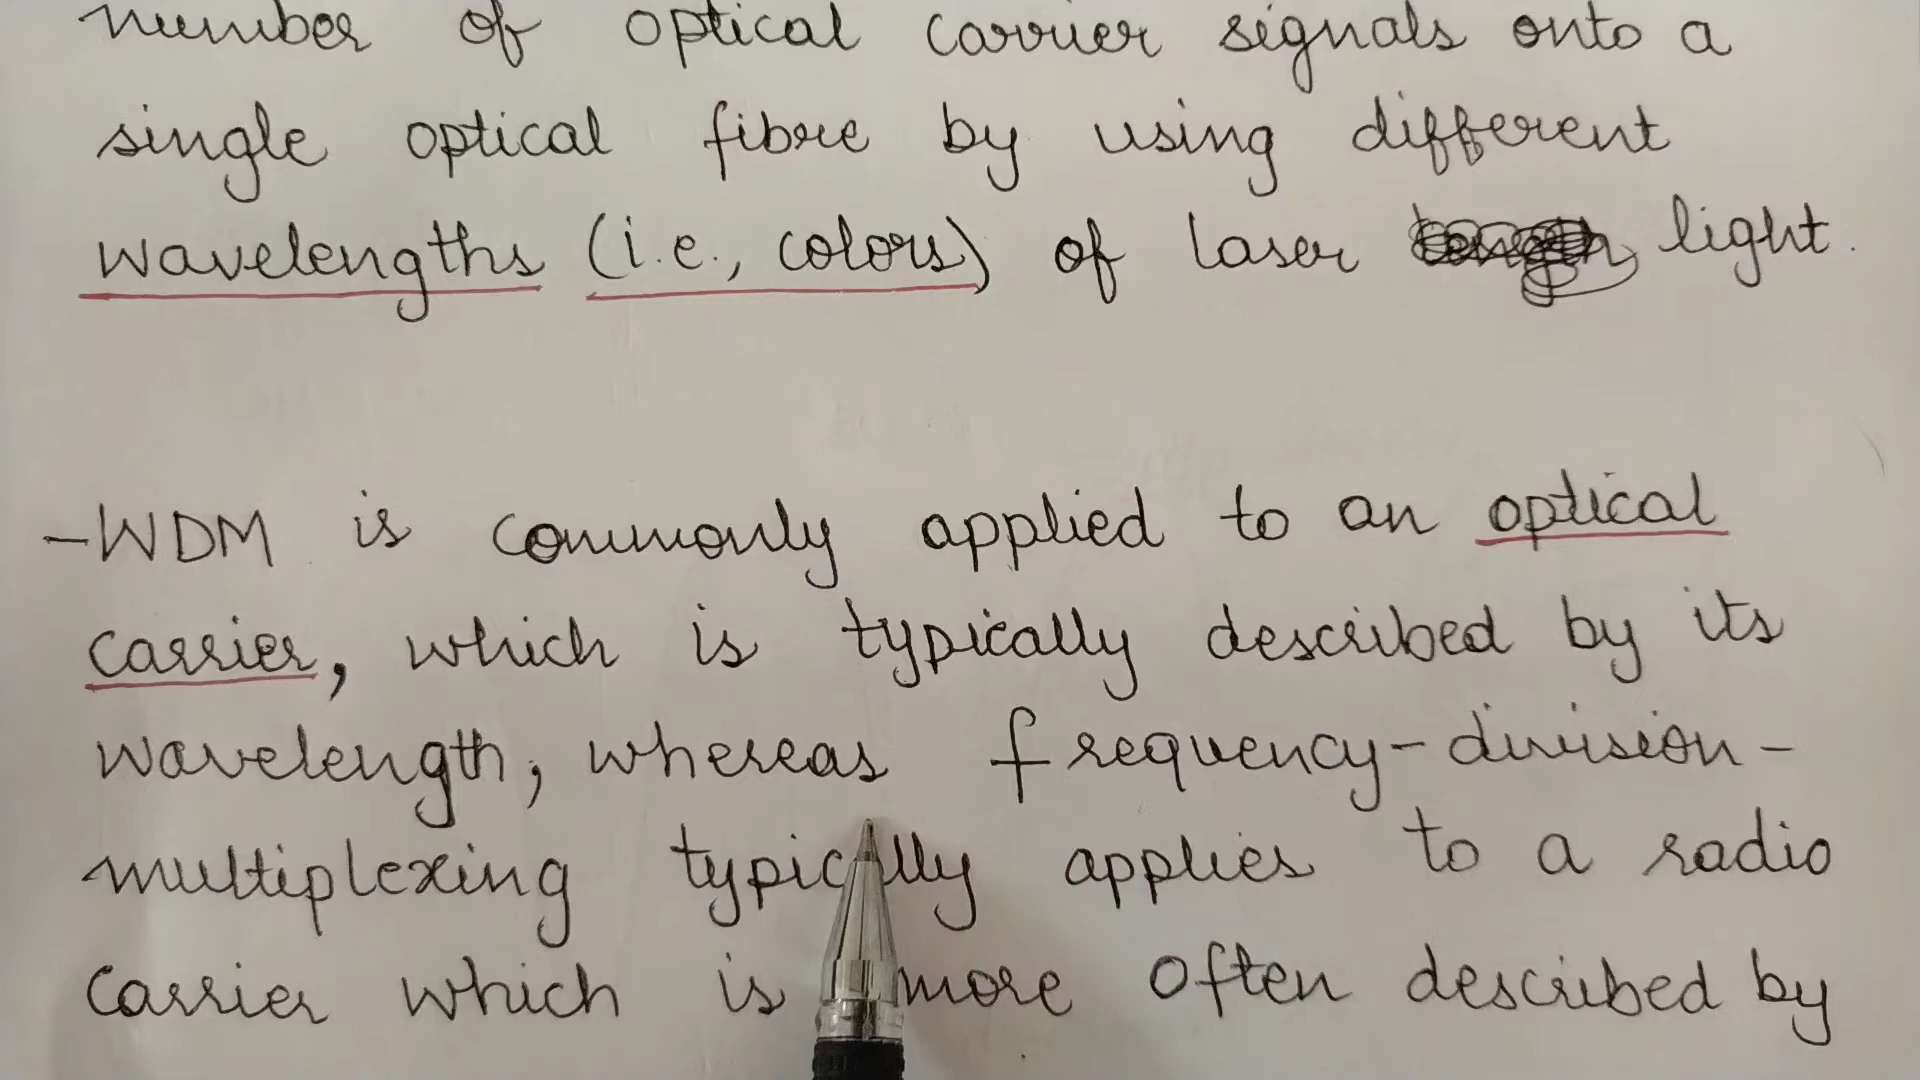 number of optical carrier signals onto a
single optical fibre by using different
wavelengths (i.e., colors) of laser light.
-WDM is commonly applied to an optical
carrier, which is typically described by its
wavelength, whereas frequency-division-
multiplexing typically applies to a radio
carrier which is more often described by